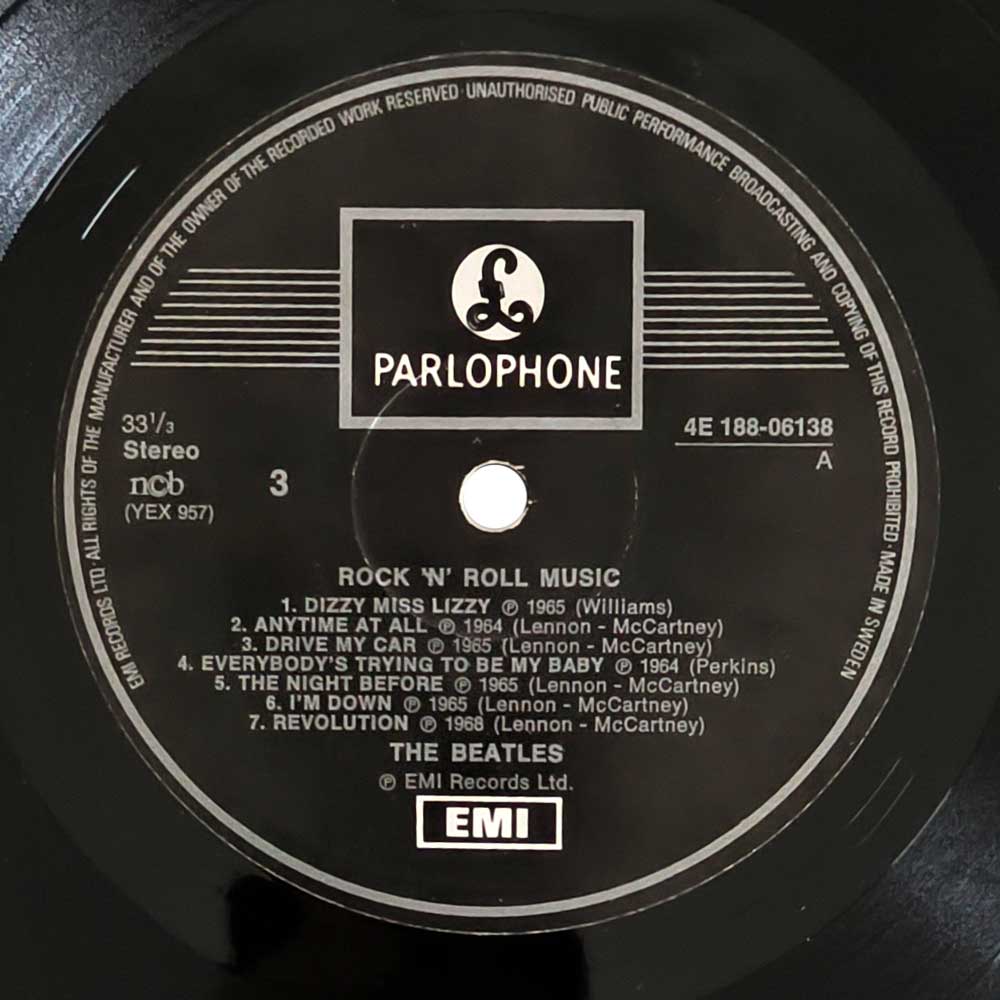 EMI RECORDS LTD · ALL RIGHTS OF THE MANUFACTURER AND OF THE OWNER OF THE RECORDED WORK RESERVED · UNAUTHORISED PUBLIC PERFORMANCE BROADCASTING AND COPYING OF THIS RECORD PROHIBITED · MADE IN SWEDEN
£
PARLOPHONE
33 1/3
Stereo
ncb
(YEX 957)
3
4E 188-06138
A
ROCK 'N' ROLL MUSIC
1. DIZZY MISS LIZZY ℗ 1965 (Williams)
2. ANYTIME AT ALL ℗ 1964 (Lennon - McCartney)
3. DRIVE MY CAR ℗ 1965 (Lennon - McCartney)
4. EVERYBODY'S TRYING TO BE MY BABY ℗ 1964 (Perkins)
5. THE NIGHT BEFORE ℗ 1965 (Lennon - McCartney)
6. I'M DOWN ℗ 1965 (Lennon - McCartney)
7. REVOLUTION ℗ 1968 (Lennon - McCartney)
THE BEATLES
℗ EMI Records Ltd.
EMI